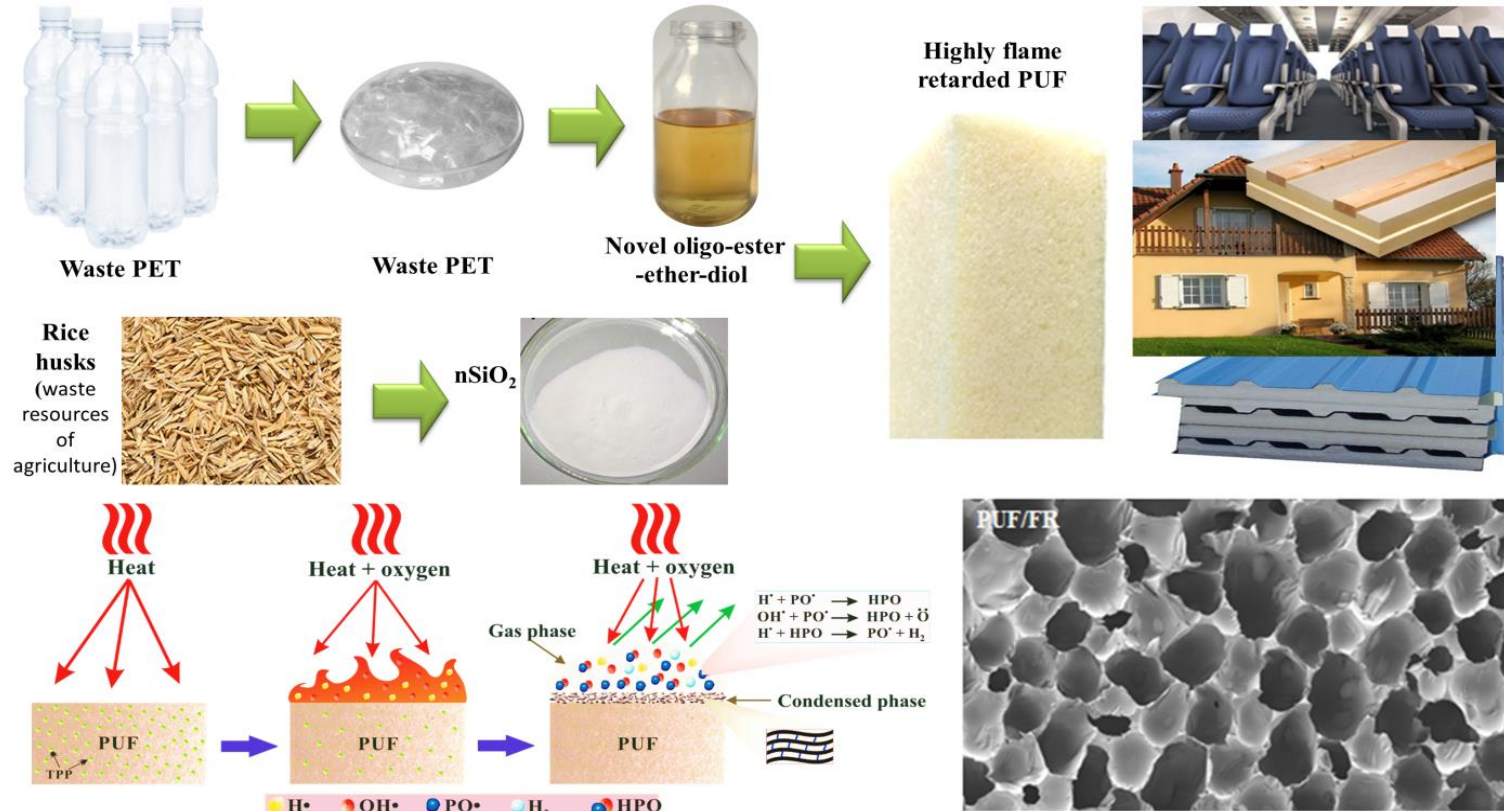 Highly flame
retarded PUF
Waste PET
Waste PET
Novel oligo-ester
-ether-diol
Rice
husks
(waste
resources
of
agriculture)
nSiO₂
Heat
Heat + oxygen
Heat + oxygen
Gas phase
H• + PO• → HPO
OH• + PO• → HPO + Ö
H• + HPO → PO• + H₂
Condensed phase
PUF
TPP
PUF
PUF
H• OH• PO• H₂ HPO
PUF/FR